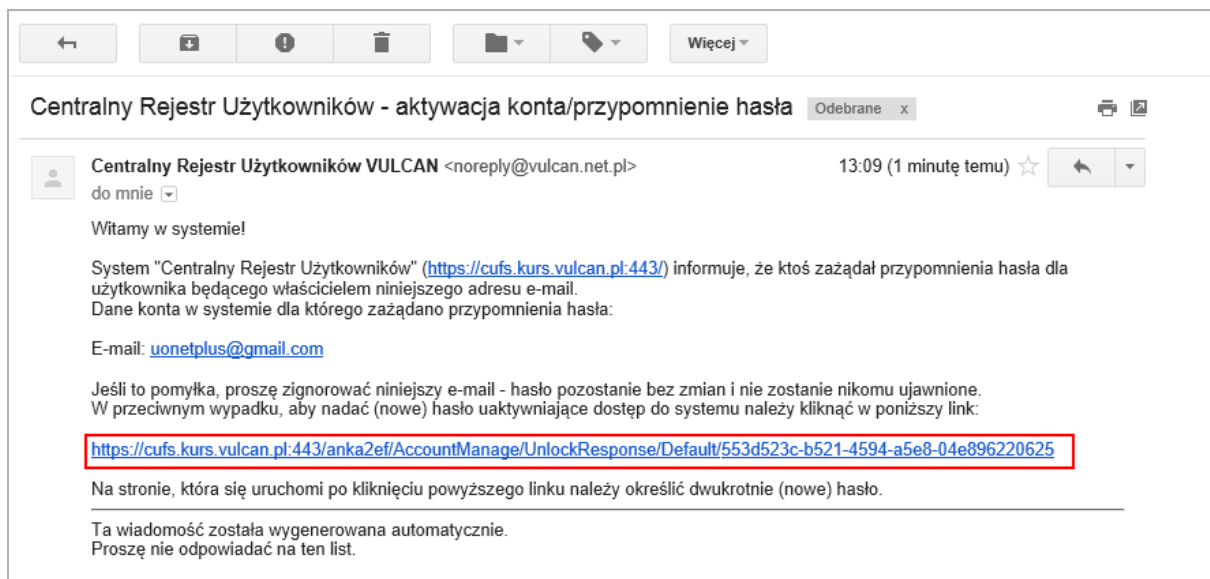 Więcej
Centralny Rejestr Użytkowników - aktywacja konta/przypomnienie hasła Odebrane x
Centralny Rejestr Użytkowników VULCAN <noreply@vulcan.net.pl> 13:09 (1 minutę temu)
do mnie
Witamy w systemie!
System "Centralny Rejestr Użytkowników" (https://cufs.kurs.vulcan.pl:443/) informuje, że ktoś zażądał przypomnienia hasła dla
użytkownika będącego właścicielem niniejszego adresu e-mail.
Dane konta w systemie dla którego zażądano przypomnienia hasła:
E-mail: uonetplus@gmail.com
Jeśli to pomyłka, proszę zignorować niniejszy e-mail - hasło pozostanie bez zmian i nie zostanie nikomu ujawnione.
W przeciwnym wypadku, aby nadać (nowe) hasło uaktywniające dostęp do systemu należy kliknąć w poniższy link:
https://cufs.kurs.vulcan.pl:443/anka2ef/AccountManage/UnlockResponse/Default/553d523c-b521-4594-a5e8-04e896220625
Na stronie, która się uruchomi po kliknięciu powyższego linku należy określić dwukrotnie (nowe) hasło.
Ta wiadomość została wygenerowana automatycznie.
Proszę nie odpowiadać na ten list.